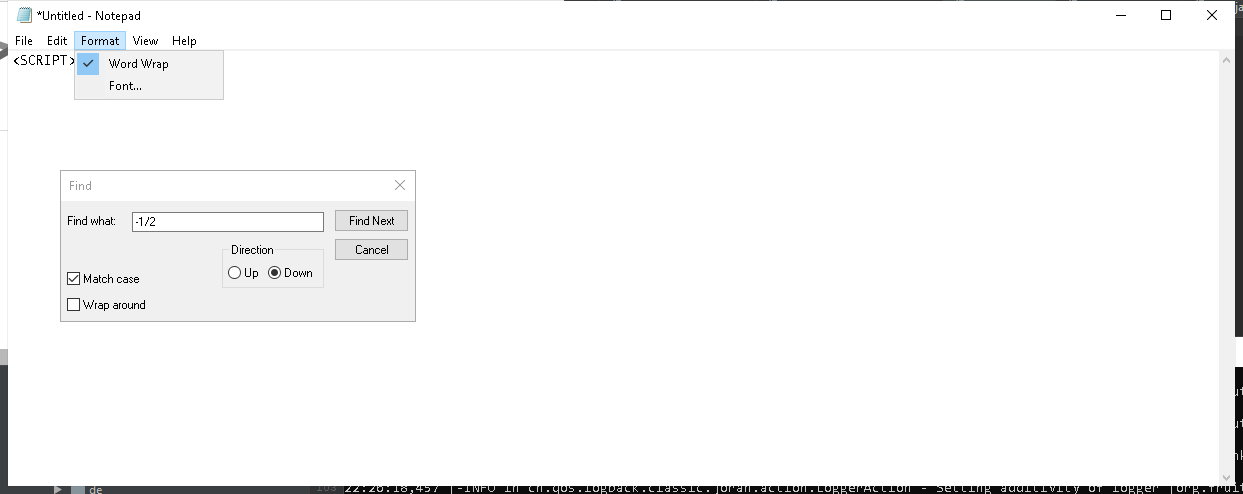 *Untitled - Notepad
File Edit Format View Help
<SCRIPT>
Word Wrap
Font...
Find
Find what: -1/2 Find Next
Direction Cancel
Up Down
Match case
Wrap around
de
22:26:18,457 |-INFO in ch.qos.logback.classic.joran.action.LoggerAction - Setting additivity of logger